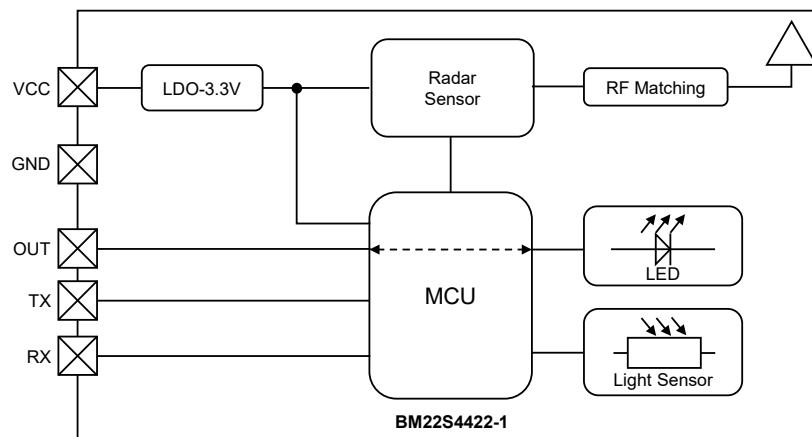 VCC
LDO-3.3V
Radar
Sensor
RF Matching
GND
OUT
TX
RX
MCU
LED
Light Sensor
BM22S4422-1